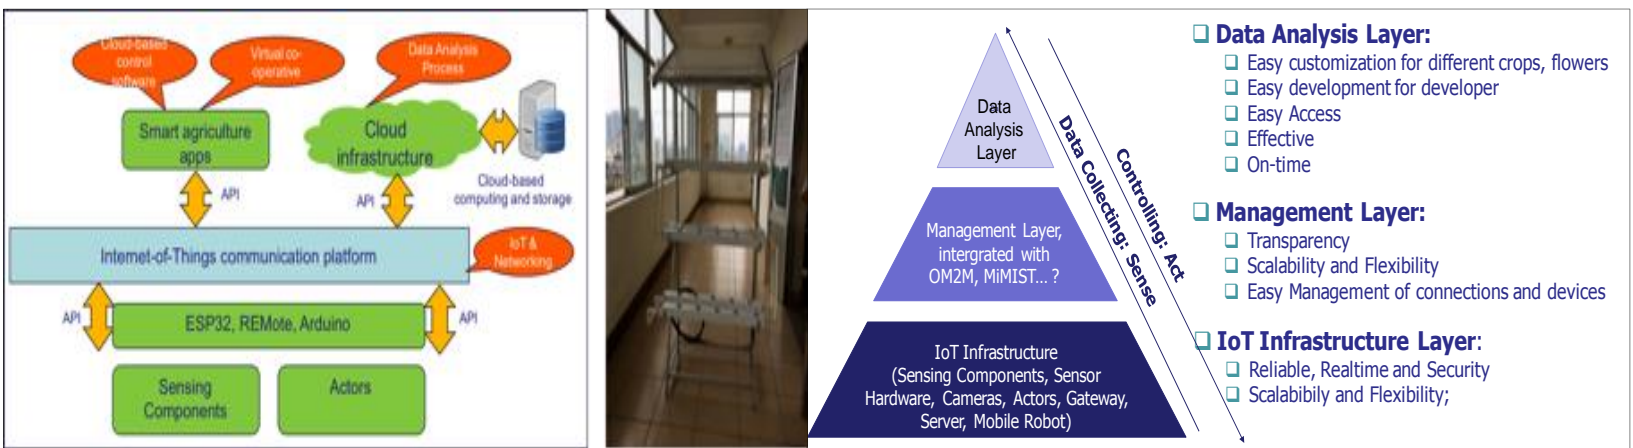 Cloud-based
control
software
Virtual co-
operative
Data Analysis
Process
Smart agriculture
apps
Cloud
infrastructure
Cloud-based
computing and storage
API
API
Internet-of-Things communication platform
IoT &
Networking
API
ESP32, REMote, Arduino
API
Sensing
Components
Actors
Data
Analysis
Layer
Management Layer,
intergrated with
OM2M, MiMIST... ?
IoT Infrastructure
(Sensing Components, Sensor
Hardware, Cameras, Actors, Gateway,
Server, Mobile Robot)
Data Collecting: Sense
Controlling: Act
Data Analysis Layer:
Easy customization for different crops, flowers
Easy development for developer
Easy Access
Effective
On-time
Management Layer:
Transparency
Scalability and Flexibility
Easy Management of connections and devices
IoT Infrastructure Layer:
Reliable, Realtime and Security
Scalabibily and Flexibility;